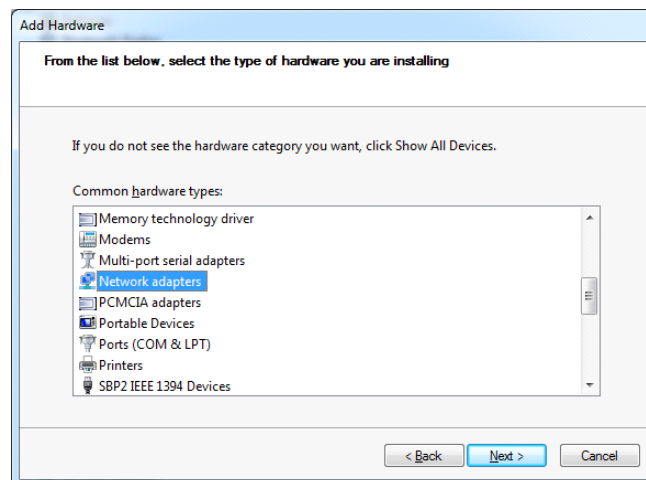 Add Hardware
From the list below, select the type of hardware you are installing
If you do not see the hardware category you want, click Show All Devices.
Common hardware types:
Memory technology driver
Modems
Multi-port serial adapters
Network adapters
PCMCIA adapters
Portable Devices
Ports (COM & LPT)
Printers
SBP2 IEEE 1394 Devices
< Back Next > Cancel